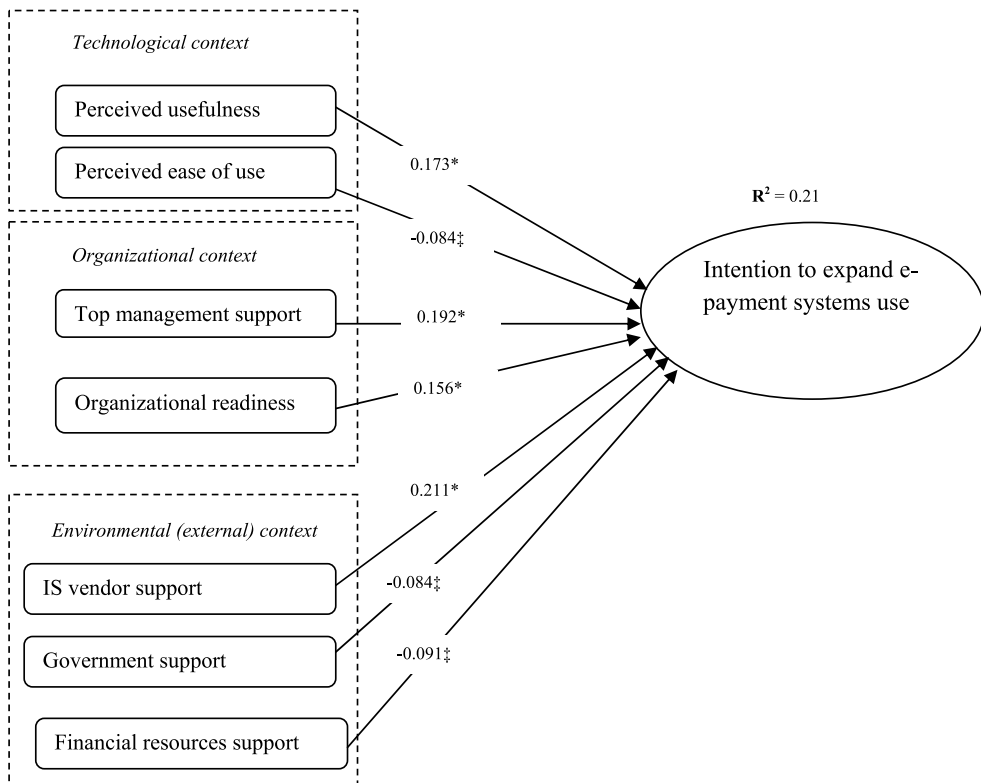 Technological context
Perceived usefulness
Perceived ease of use
0.173*
-0.084‡
R² = 0.21
Organizational context
Top management support
0.192*
Organizational readiness
0.156*
Intention to expand e-
payment systems use
Environmental (external) context
IS vendor support
0.211*
Government support
-0.084‡
Financial resources support
-0.091‡